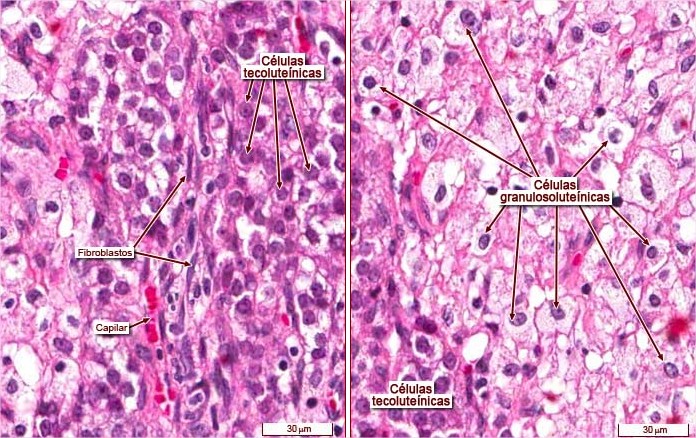 Células
tecoluteínicas
Fibroblastos
Capilar
30 µm
Células
granulosoluteínicas
Células
tecoluteínicas
30 µm